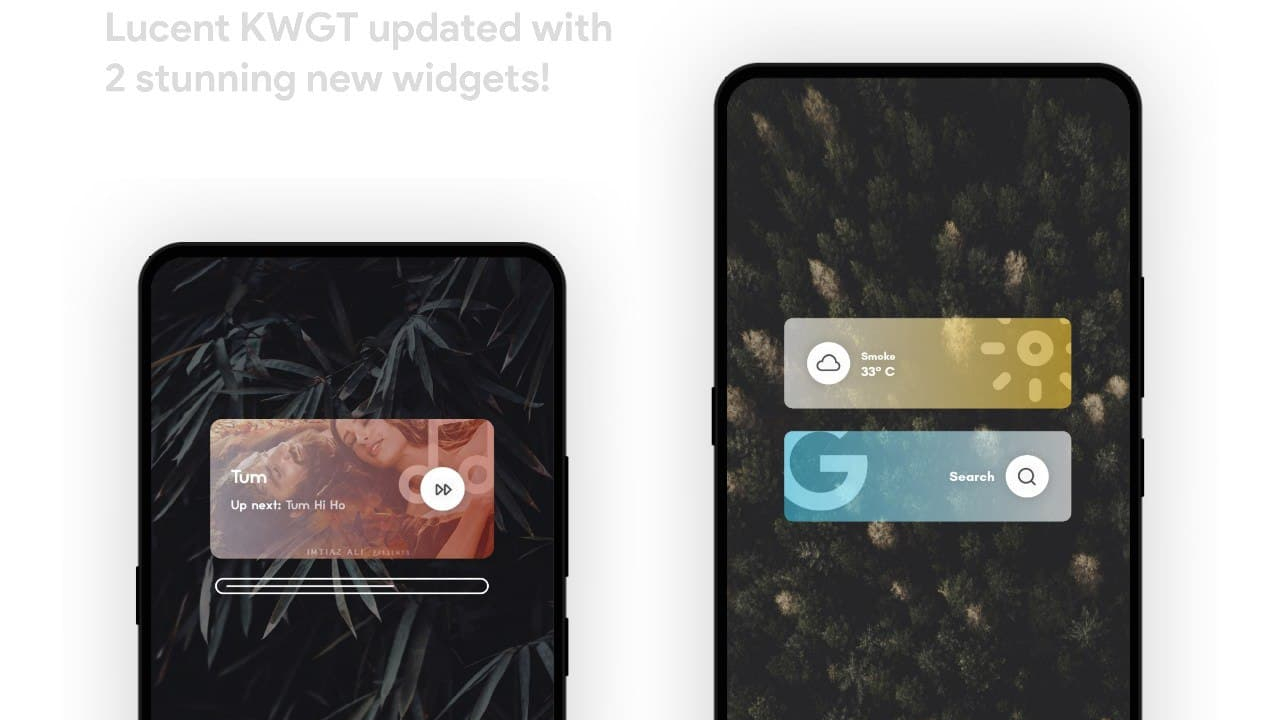 Lucent KWGT updated with
2 stunning new widgets!
Tum
Up next: Tum Hi Ho
IMTIAZ ALI PRESENTS
Smoke
33° C
G
Search